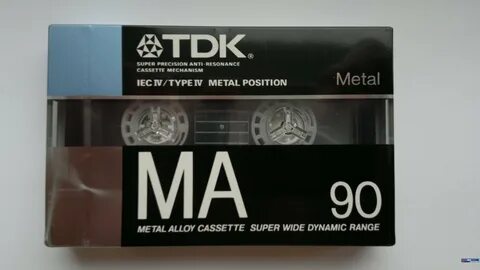 TDK®
SUPER PRECISION ANTI-RESONANCE
CASSETTE MECHANISM
IEC IV/TYPE IV METAL POSITION
Metal
MA 90
METAL ALLOY CASSETTE SUPER WIDE DYNAMIC RANGE